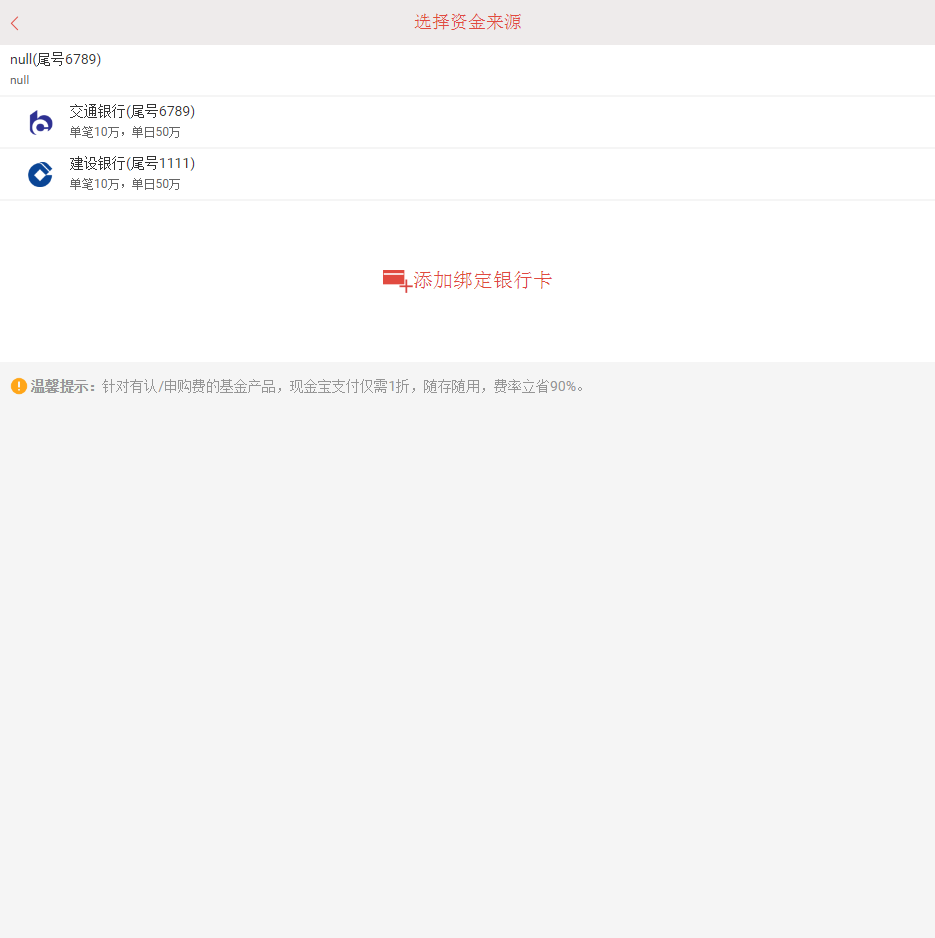 选择资金来源
null(尾号6789)
null
交通银行(尾号6789)
单笔10万，单日50万
建设银行(尾号1111)
单笔10万，单日50万
添加绑定银行卡
温馨提示：针对有认/申购费的基金产品，现金宝支付仅需1折，随存随用，费率立省90%。